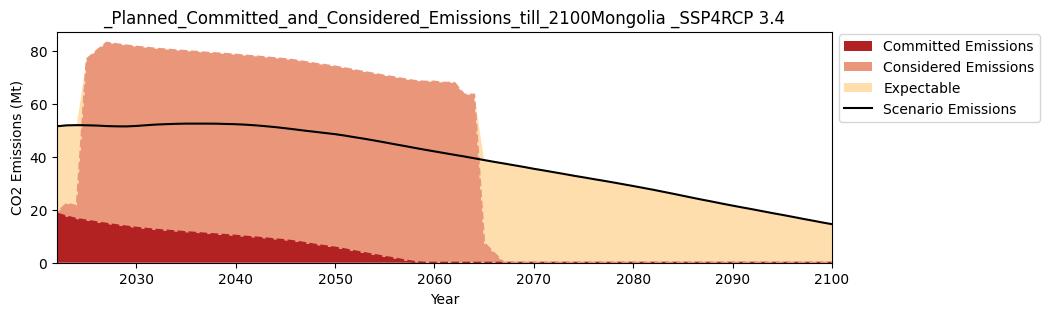 _Planned_Committed_and_Considered_Emissions_till_2100Mongolia _SSP4RCP 3.4
CO2 Emissions (Mt)
80
60
40
20
0
2030 2040 2050 2060 2070 2080 2090 2100
Year
Committed Emissions
Considered Emissions
Expectable
Scenario Emissions